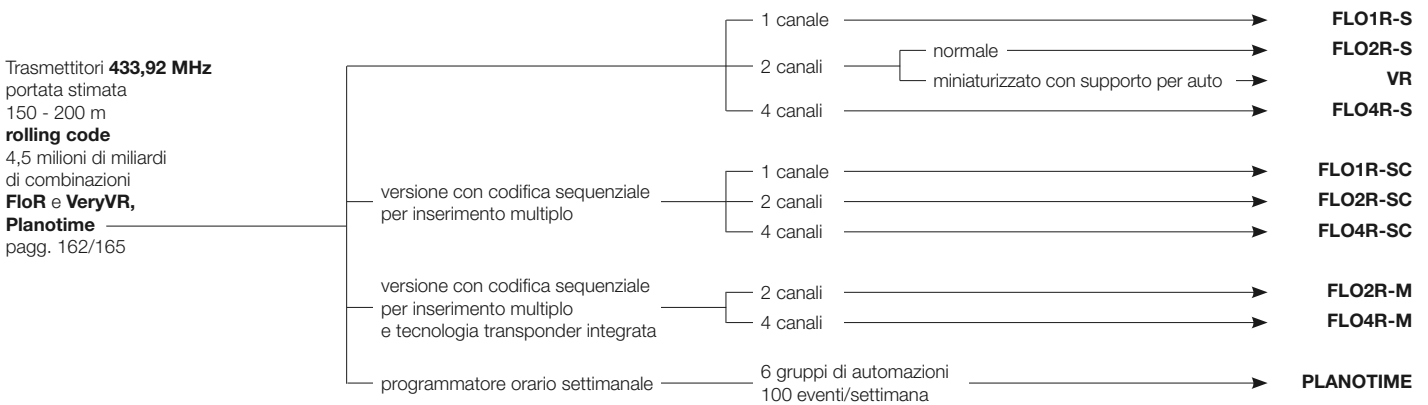 Trasmettitori 433,92 MHz
portata stimata
150 - 200 m
rolling code
4,5 milioni di miliardi
di combinazioni
FloR e VeryVR,
Planotime
pagg. 162/165
1 canale
FLO1R-S
2 canali
normale
FLO2R-S
miniaturizzato con supporto per auto
VR
4 canali
FLO4R-S
versione con codifica sequenziale
per inserimento multiplo
1 canale
FLO1R-SC
2 canali
FLO2R-SC
4 canali
FLO4R-SC
versione con codifica sequenziale
per inserimento multiplo
e tecnologia transponder integrata
2 canali
FLO2R-M
4 canali
FLO4R-M
programmatore orario settimanale
6 gruppi di automazioni
100 eventi/settimana
PLANOTIME